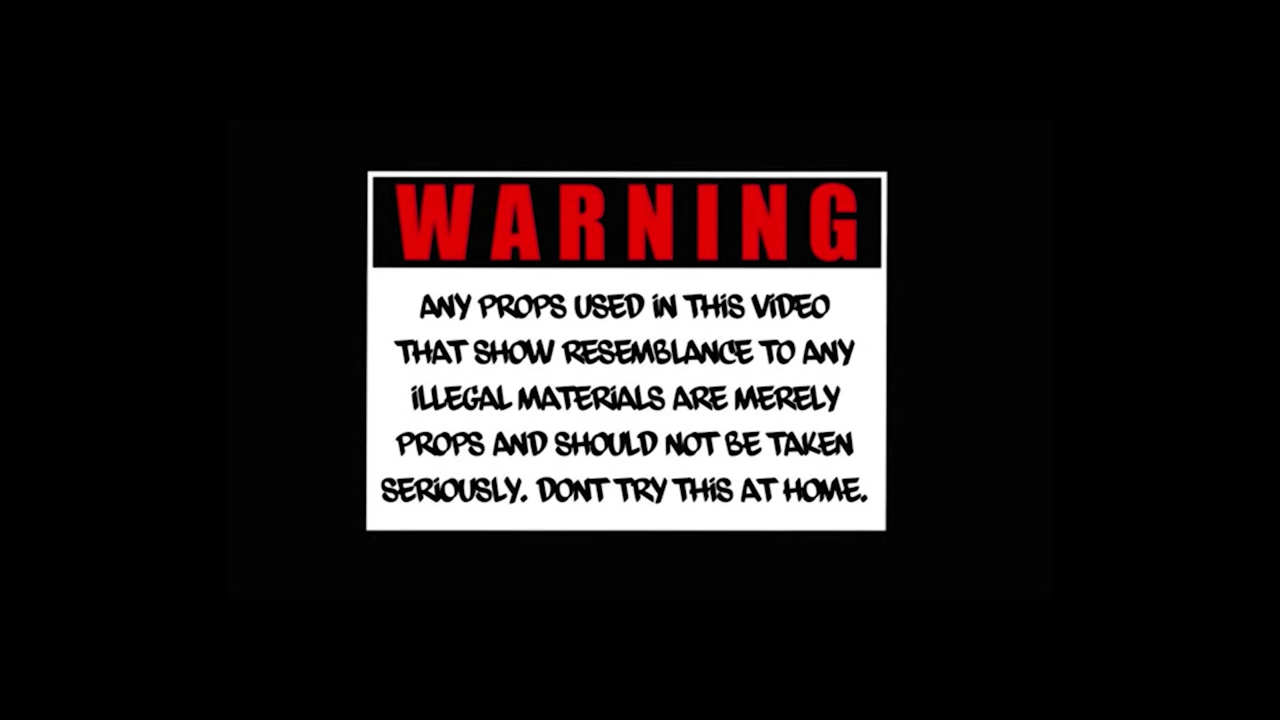 WARNING
ANY PROPS USED iN THiS ViDEO
THAT SHOW RESEMBLANCE TO ANY
iLLEGAL MATERiALS ARE MERELY
PROPS AND SHOULD NOT BE TAKEN
SERiOUSLY. DONT TRY THiS AT HOME.